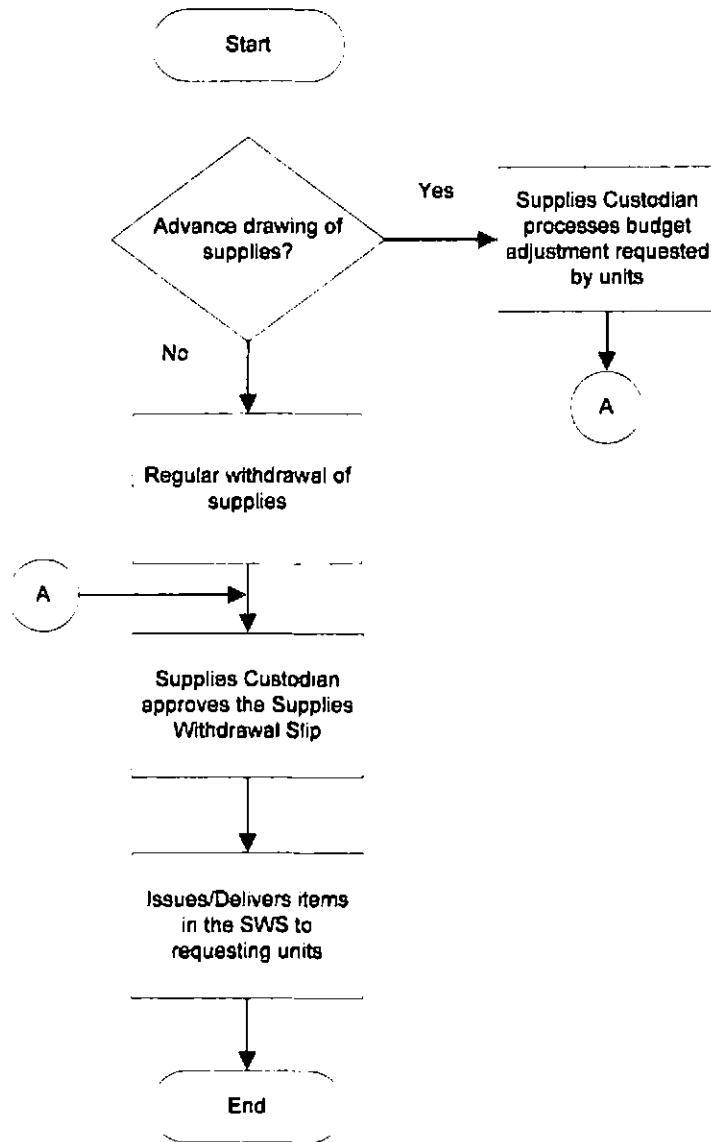 Start
Advance drawing of
supplies?
Yes
Supplies Custodian
processes budget
adjustment requested
by units
No
A
Regular withdrawal of
supplies
A
Supplies Custodian
approves the Supplies
Withdrawal Slip
Issues/Delivers items
in the SWS to
requesting units
End